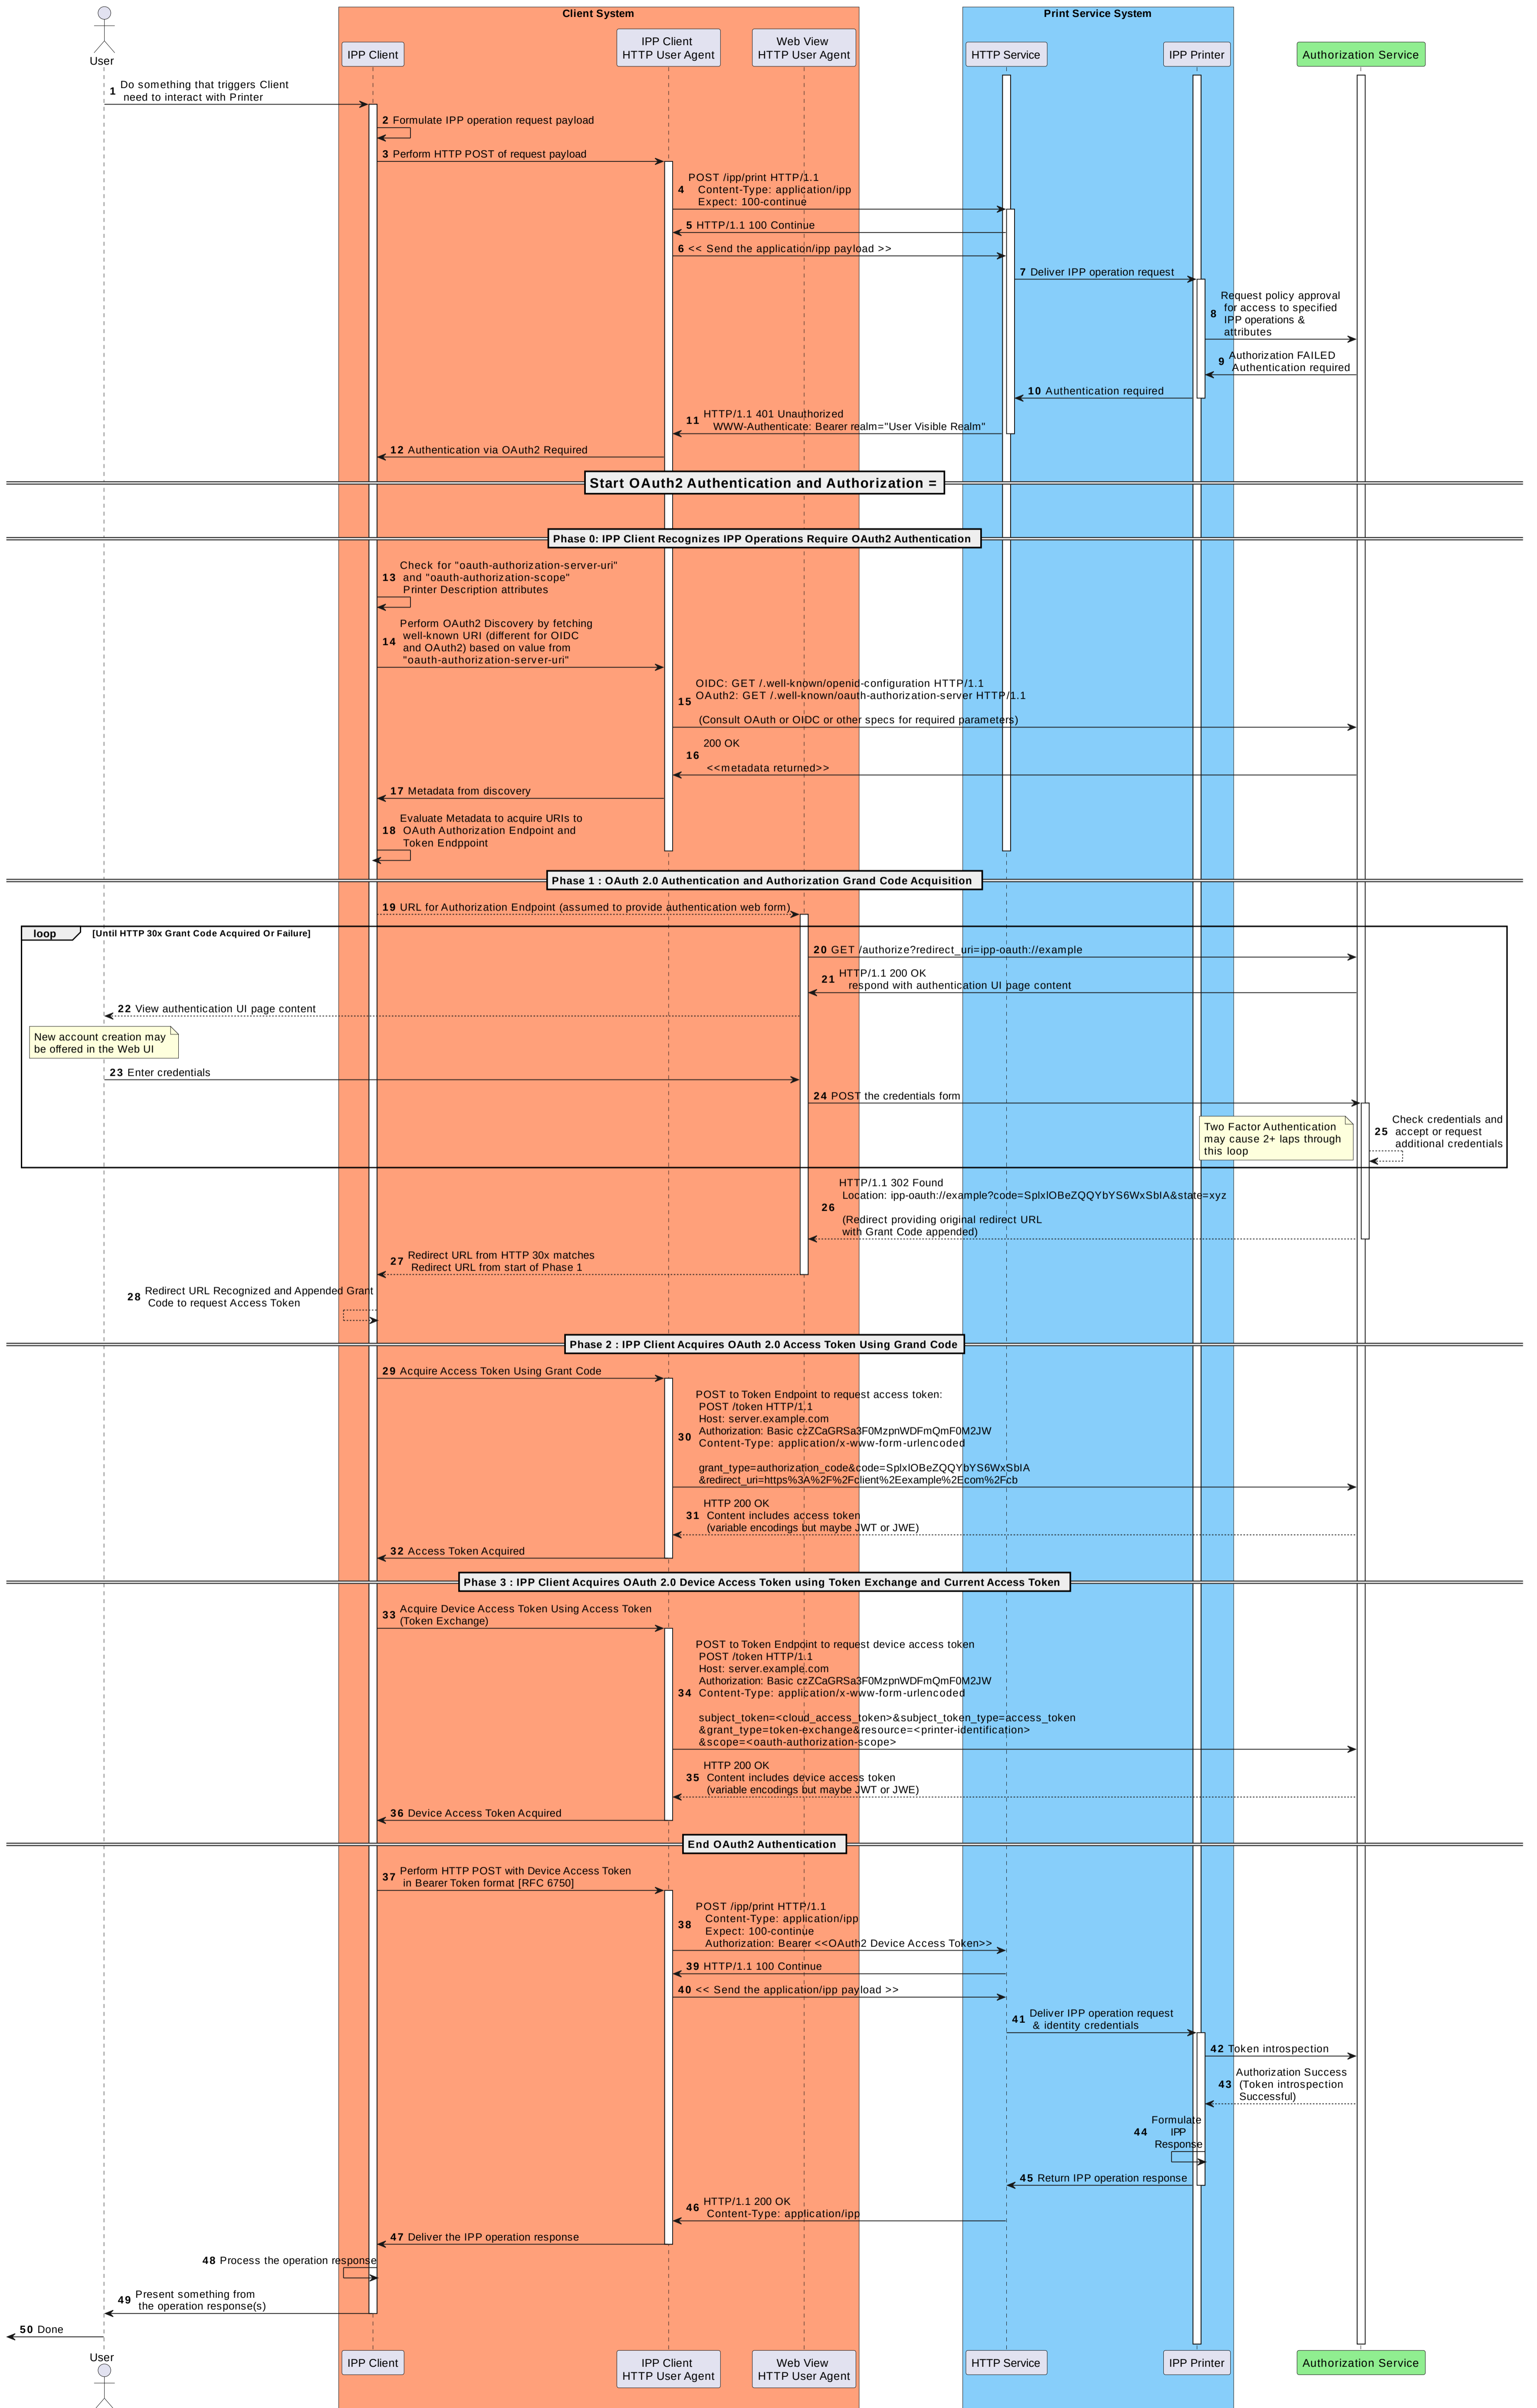 Client System
Print Service System
User
IPP Client
IPP Client
HTTP User Agent
Web View
HTTP User Agent
HTTP Service
IPP Printer
Authorization Service
1 Do something that triggers Client
need to interact with Printer
2 Formulate IPP operation request payload
3 Perform HTTP POST of request payload
4 POST /ipp/print HTTP/1.1
Content-Type: application/ipp
Expect: 100-continue
5 HTTP/1.1 100 Continue
6 << Send the application/ipp payload >>
7 Deliver IPP operation request
8 Request policy approval
for access to specified
IPP operations &
attributes
9 Authorization FAILED
Authentication required
10 Authentication required
11 HTTP/1.1 401 Unauthorized
WWW-Authenticate: Bearer realm="User Visible Realm"
12 Authentication via OAuth2 Required
Start OAuth2 Authentication and Authorization =
Phase 0: IPP Client Recognizes IPP Operations Require OAuth2 Authentication
13 Check for "oauth-authorization-server-uri"
and "oauth-authorization-scope"
Printer Description attributes
14 Perform OAuth2 Discovery by fetching
well-known URI (different for OIDC
and OAuth2) based on value from
"oauth-authorization-server-uri"
15 OIDC: GET /.well-known/openid-configuration HTTP/1.1
OAuth2: GET /.well-known/oauth-authorization-server HTTP/1.1
(Consult OAuth or OIDC or other specs for required parameters)
16 200 OK
<<metadata returned>>
17 Metadata from discovery
18 Evaluate Metadata to acquire URIs to
OAuth Authorization Endpoint and
Token Endppoint
Phase 1 : OAuth 2.0 Authentication and Authorization Grand Code Acquisition
19 URL for Authorization Endpoint (assumed to provide authentication web form)
loop [Until HTTP 30x Grant Code Acquired Or Failure]
20 GET /authorize?redirect_uri=ipp-oauth://example
21 HTTP/1.1 200 OK
respond with authentication UI page content
22 View authentication UI page content
New account creation may
be offered in the Web UI
23 Enter credentials
24 POST the credentials form
25 Check credentials and
accept or request
additional credentials
Two Factor Authentication
may cause 2+ laps through
this loop
26 HTTP/1.1 302 Found
Location: ipp-oauth://example?code=SplxlOBeZQQYbYS6WxSbIA&state=xyz
(Redirect providing original redirect URL
with Grant Code appended)
27 Redirect URL from HTTP 30x matches
Redirect URL from start of Phase 1
28 Redirect URL Recognized and Appended Grant
Code to request Access Token
Phase 2 : IPP Client Acquires OAuth 2.0 Access Token Using Grand Code
29 Acquire Access Token Using Grant Code
30 POST to Token Endpoint to request access token:
POST /token HTTP/1.1
Host: server.example.com
Authorization: Basic czZCaGRSa3F0MzpnWDFmQmF0M2JW
Content-Type: application/x-www-form-urlencoded
grant_type=authorization_code&code=SplxlOBeZQQYbYS6WxSbIA
&redirect_uri=https%3A%2F%2Fclient%2Eexample%2Ecom%2Fcb
31 HTTP 200 OK
Content includes access token
(variable encodings but maybe JWT or JWE)
32 Access Token Acquired
Phase 3 : IPP Client Acquires OAuth 2.0 Device Access Token using Token Exchange and Current Access Token
33 Acquire Device Access Token Using Access Token
(Token Exchange)
34 POST to Token Endpoint to request device access token
POST /token HTTP/1.1
Host: server.example.com
Authorization: Basic czZCaGRSa3F0MzpnWDFmQmF0M2JW
Content-Type: application/x-www-form-urlencoded
subject_token=<cloud_access_token>&subject_token_type=access_token
&grant_type=token-exchange&resource=<printer-identification>
&scope=<oauth-authorization-scope>
35 HTTP 200 OK
Content includes device access token
(variable encodings but maybe JWT or JWE)
36 Device Access Token Acquired
End OAuth2 Authentication
37 Perform HTTP POST with Device Access Token
in Bearer Token format [RFC 6750]
38 POST /ipp/print HTTP/1.1
Content-Type: application/ipp
Expect: 100-continue
Authorization: Bearer <<OAuth2 Device Access Token>>
39 HTTP/1.1 100 Continue
40 << Send the application/ipp payload >>
41 Deliver IPP operation request
& identity credentials
42 Token introspection
43 Authorization Success
(Token introspection
Successful)
44 Formulate
IPP
Response
45 Return IPP operation response
46 HTTP/1.1 200 OK
Content-Type: application/ipp
47 Deliver the IPP operation response
48 Process the operation response
49 Present something from
the operation response(s)
50 Done
User
IPP Client
IPP Client
HTTP User Agent
Web View
HTTP User Agent
HTTP Service
IPP Printer
Authorization Service